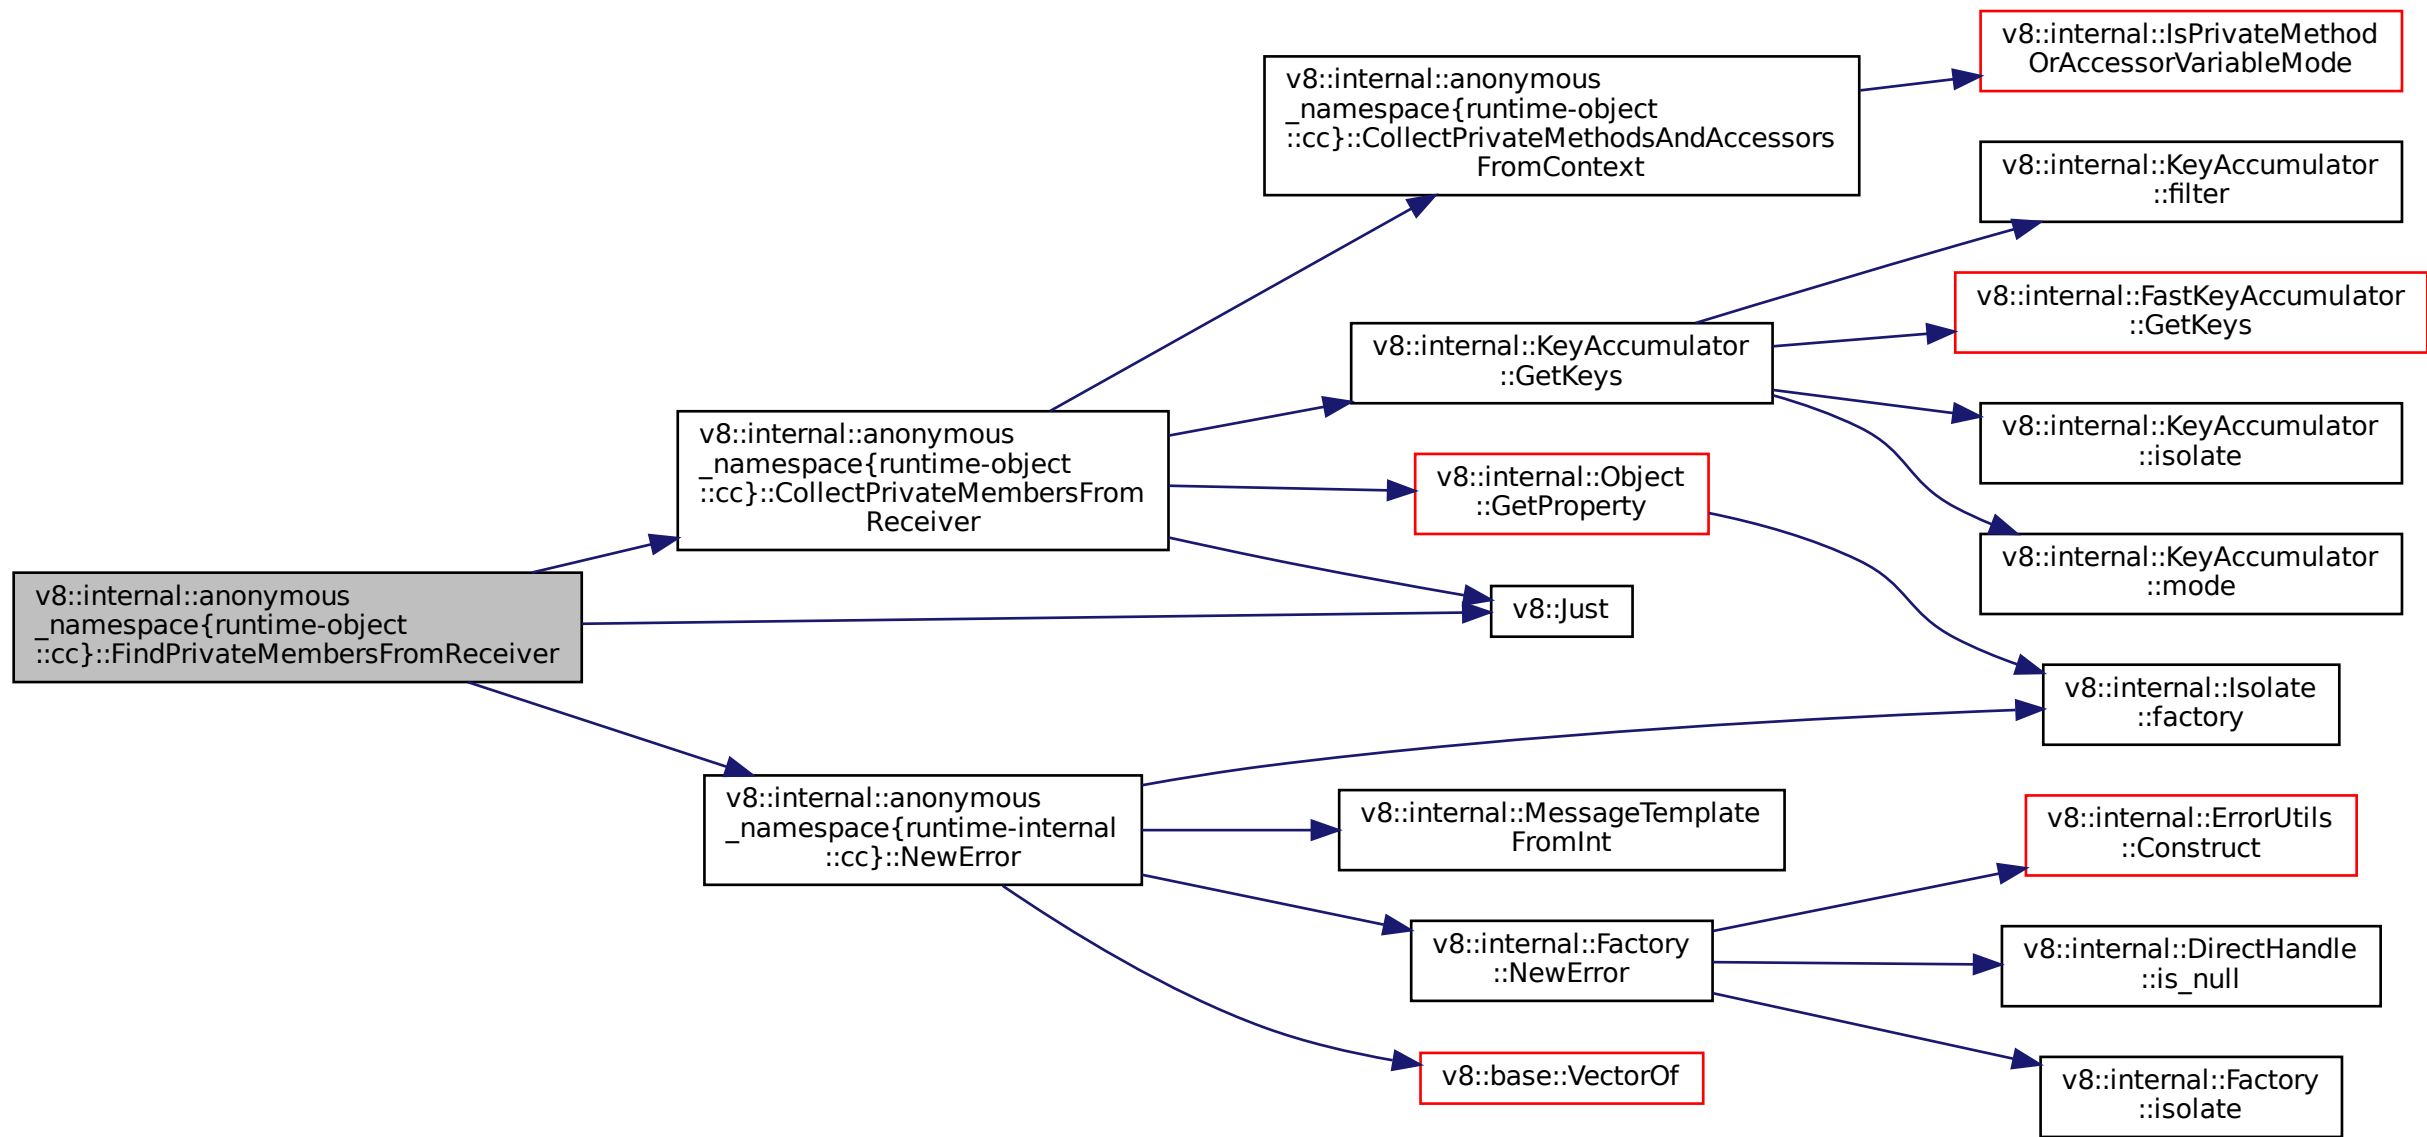 v8::internal::anonymous
_namespace{runtime-object
::cc}::FindPrivateMembersFromReceiver
v8::internal::anonymous
_namespace{runtime-object
::cc}::CollectPrivateMembersFrom
Receiver
v8::internal::anonymous
_namespace{runtime-internal
::cc}::NewError
v8::internal::anonymous
_namespace{runtime-object
::cc}::CollectPrivateMethodsAndAccessors
FromContext
v8::internal::KeyAccumulator
::GetKeys
v8::internal::Object
::GetProperty
v8::Just
v8::internal::MessageTemplate
FromInt
v8::internal::Factory
::NewError
v8::base::VectorOf
v8::internal::IsPrivateMethod
OrAccessorVariableMode
v8::internal::KeyAccumulator
::filter
v8::internal::FastKeyAccumulator
::GetKeys
v8::internal::KeyAccumulator
::isolate
v8::internal::KeyAccumulator
::mode
v8::internal::Isolate
::factory
v8::internal::ErrorUtils
::Construct
v8::internal::DirectHandle
::is_null
v8::internal::Factory
::isolate